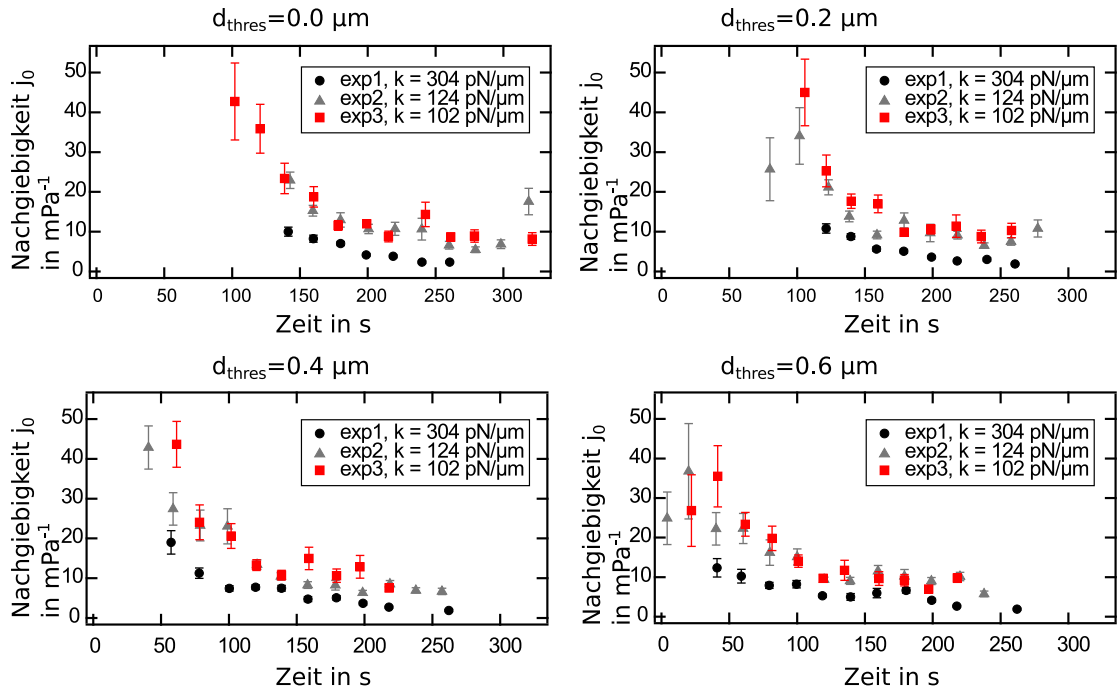 d_thres=0.0 µm
Nachgiebigkeit j₀
in mPa⁻¹
50
40
30
20
10
0
exp1, k = 304 pN/µm
exp2, k = 124 pN/µm
exp3, k = 102 pN/µm
0 50 100 150 200 250 300
Zeit in s
d_thres=0.2 µm
Nachgiebigkeit j₀
in mPa⁻¹
50
40
30
20
10
0
exp1, k = 304 pN/µm
exp2, k = 124 pN/µm
exp3, k = 102 pN/µm
0 50 100 150 200 250 300
Zeit in s
d_thres=0.4 µm
Nachgiebigkeit j₀
in mPa⁻¹
50
40
30
20
10
0
exp1, k = 304 pN/µm
exp2, k = 124 pN/µm
exp3, k = 102 pN/µm
0 50 100 150 200 250 300
Zeit in s
d_thres=0.6 µm
Nachgiebigkeit j₀
in mPa⁻¹
50
40
30
20
10
0
exp1, k = 304 pN/µm
exp2, k = 124 pN/µm
exp3, k = 102 pN/µm
0 50 100 150 200 250 300
Zeit in s